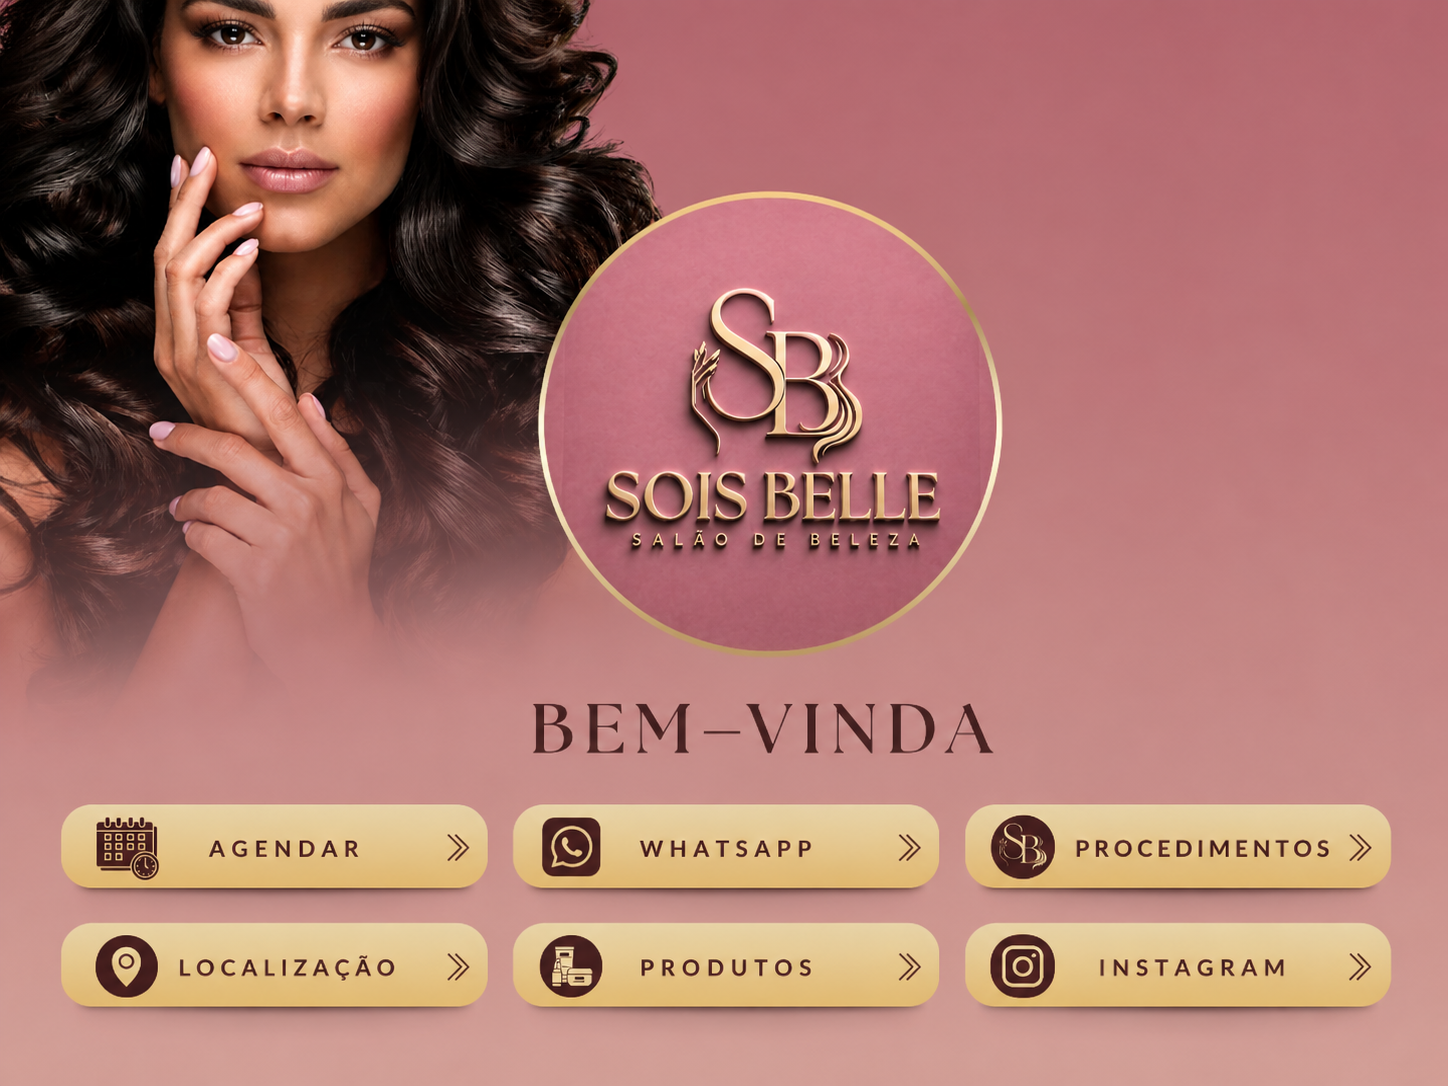 SB
SOIS BELLE
SALÃO DE BELEZA
BEM-VINDA
AGENDAR
WHATSAPP
SB
PROCEDIMENTOS
LOCALIZAÇÃO
PRODUTOS
INSTAGRAM